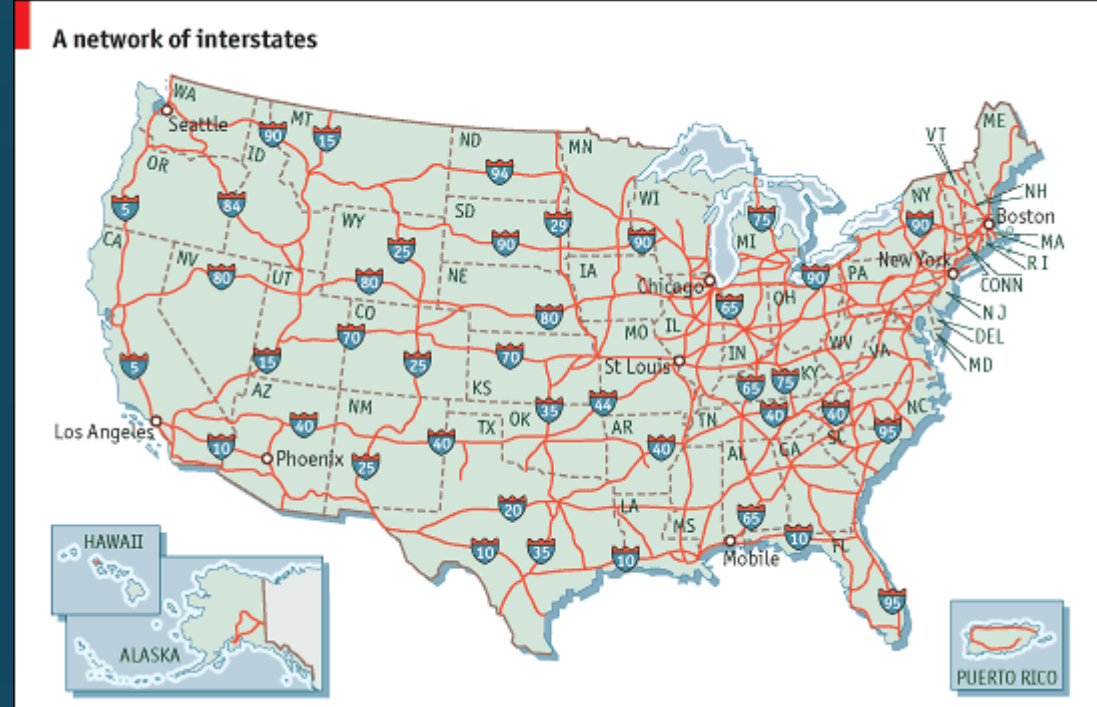 A network of interstates
WA
Seattle
MT
90
15
ID
OR
ND
MN
94
ME
VT
NH
5
84
WY
SD
29
WI
75
NY
90
Boston
CA
25
90
90
MI
MA
RI
NV
80
UT
80
NE
IA
Chicago
90
PA
New York
CONN
CO
80
65
OH
NJ
MO
IL
DEL
70
70
IN
WV
VA
MD
5
15
25
KS
St Louis
65
75
KY
AZ
NM
35
44
40
40
NC
Los Angeles
10
40
40
TX
OK
AR
TN
SC
95
Phoenix
25
40
AL
GA
20
LA
MS
65
10
35
10
Mobile
10
FL
95
HAWAII
ALASKA
PUERTO RICO